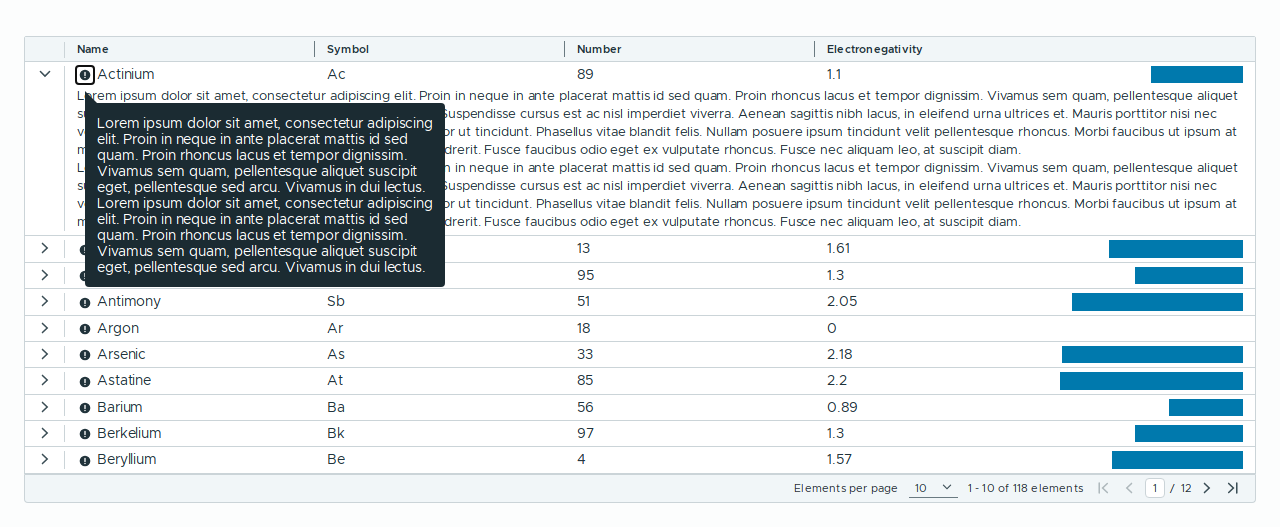 Name Symbol Number Electronegativity
Actinium Ac 89 1.1
Lorem ipsum dolor sit amet, consectetur adipiscing elit. Proin in neque in ante placerat mattis id sed quam. Proin rhoncus lacus et tempor dignissim. Vivamus sem quam, pellentesque aliquet
Suspendisse cursus est ac nisl imperdiet viverra. Aenean sagittis nibh lacus, in eleifend urna ultrices et. Mauris porttitor nisi nec
or ut tincidunt. Phasellus vitae blandit felis. Nullam posuere ipsum tincidunt velit pellentesque rhoncus. Morbi faucibus ut ipsum at
drerit. Fusce faucibus odio eget ex vulputate rhoncus. Fusce nec aliquam leo, at suscipit diam.
in neque in ante placerat mattis id sed quam. Proin rhoncus lacus et tempor dignissim. Vivamus sem quam, pellentesque aliquet
Suspendisse cursus est ac nisl imperdiet viverra. Aenean sagittis nibh lacus, in eleifend urna ultrices et. Mauris porttitor nisi nec
or ut tincidunt. Phasellus vitae blandit felis. Nullam posuere ipsum tincidunt velit pellentesque rhoncus. Morbi faucibus ut ipsum at
drerit. Fusce faucibus odio eget ex vulputate rhoncus. Fusce nec aliquam leo, at suscipit diam.
Lorem ipsum dolor sit amet, consectetur adipiscing
elit. Proin in neque in ante placerat mattis id sed
quam. Proin rhoncus lacus et tempor dignissim.
Vivamus sem quam, pellentesque aliquet suscipit
eget, pellentesque sed arcu. Vivamus in dui lectus.
Lorem ipsum dolor sit amet, consectetur adipiscing
elit. Proin in neque in ante placerat mattis id sed
quam. Proin rhoncus lacus et tempor dignissim.
Vivamus sem quam, pellentesque aliquet suscipit
eget, pellentesque sed arcu. Vivamus in dui lectus.
13 1.61
95 1.3
Antimony Sb 51 2.05
Argon Ar 18 0
Arsenic As 33 2.18
Astatine At 85 2.2
Barium Ba 56 0.89
Berkelium Bk 97 1.3
Beryllium Be 4 1.57
Elements per page 10 1 - 10 of 118 elements 1 / 12